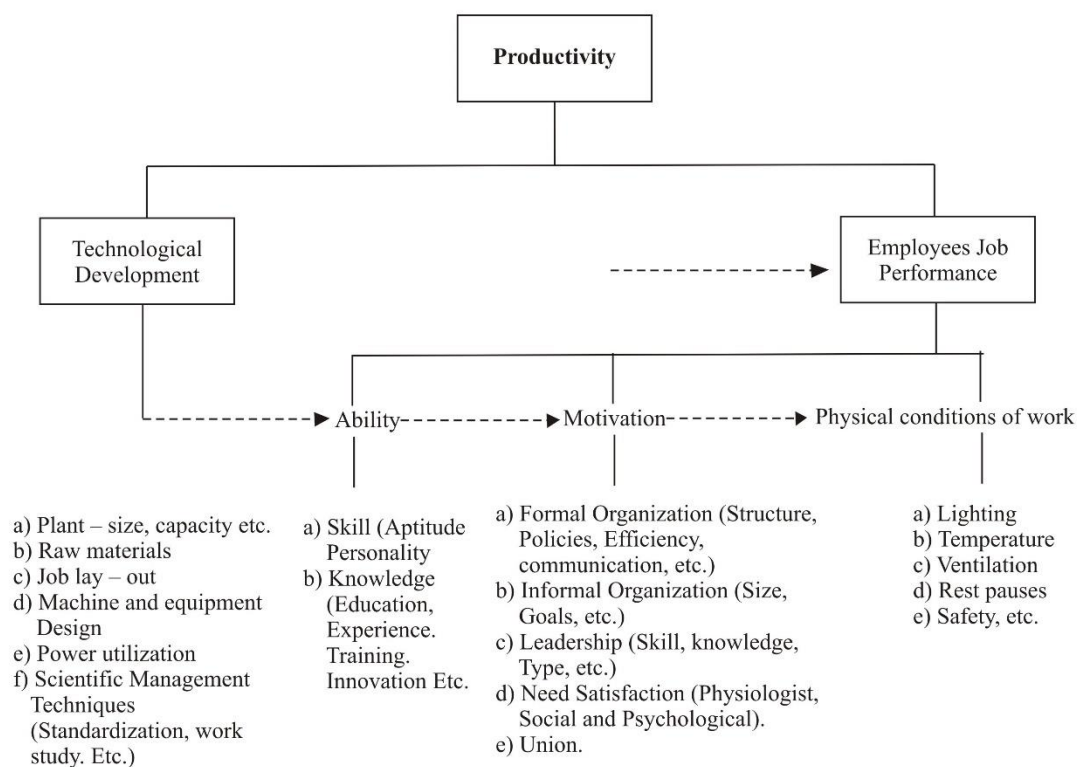 Productivity
Technological
Development
Employees Job
Performance
Ability
Motivation
Physical conditions of work
a) Plant – size, capacity etc.
b) Raw materials
c) Job lay – out
d) Machine and equipment
Design
e) Power utilization
f) Scientific Management
Techniques
(Standardization, work
study. Etc.)
a) Skill (Aptitude
Personality
b) Knowledge
(Education,
Experience.
Training.
Innovation Etc.
a) Formal Organization (Structure,
Policies, Efficiency,
communication, etc.)
b) Informal Organization (Size,
Goals, etc.)
c) Leadership (Skill, knowledge,
Type, etc.)
d) Need Satisfaction (Physiologist,
Social and Psychological).
e) Union.
a) Lighting
b) Temperature
c) Ventilation
d) Rest pauses
e) Safety, etc.